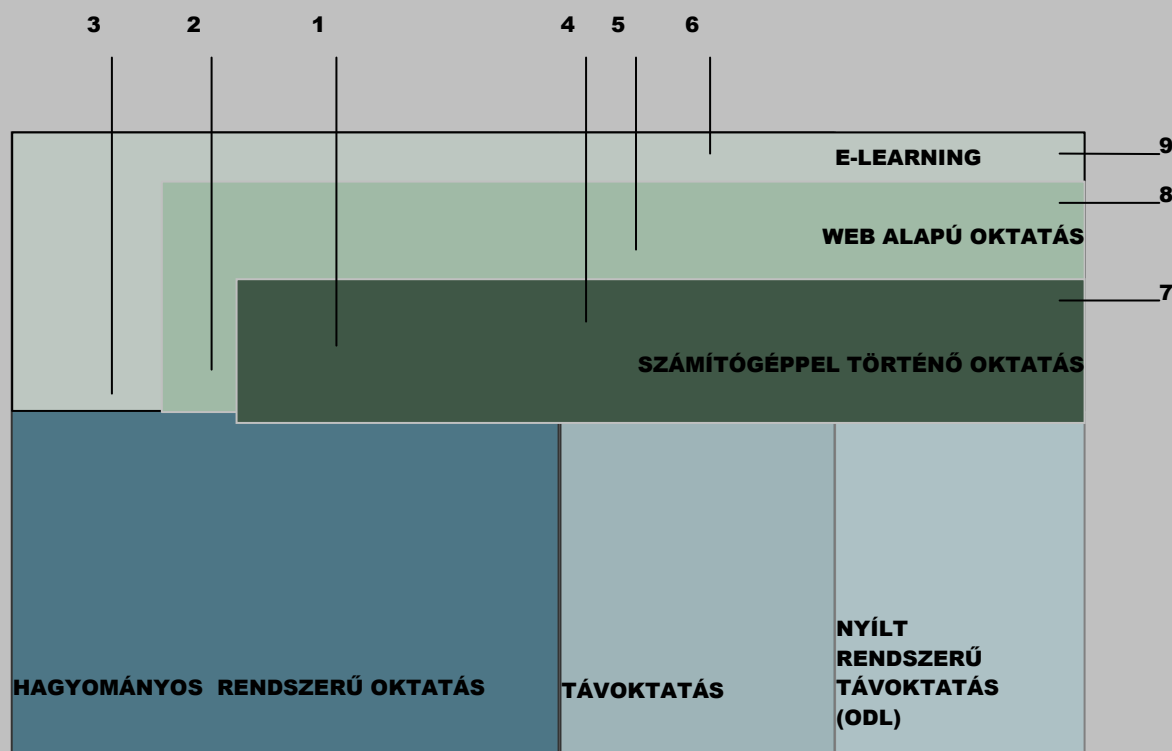 3 2 1 4 5 6
E-LEARNING
9
8
WEB ALAPÚ OKTATÁS
7
SZÁMÍTÓGÉPPEL TÖRTÉNŐ OKTATÁS
HAGYOMÁNYOS RENDSZERŰ OKTATÁS
TÁVOKTATÁS
NYÍLT
RENDSZERŰ
TÁVOKTATÁS
(ODL)